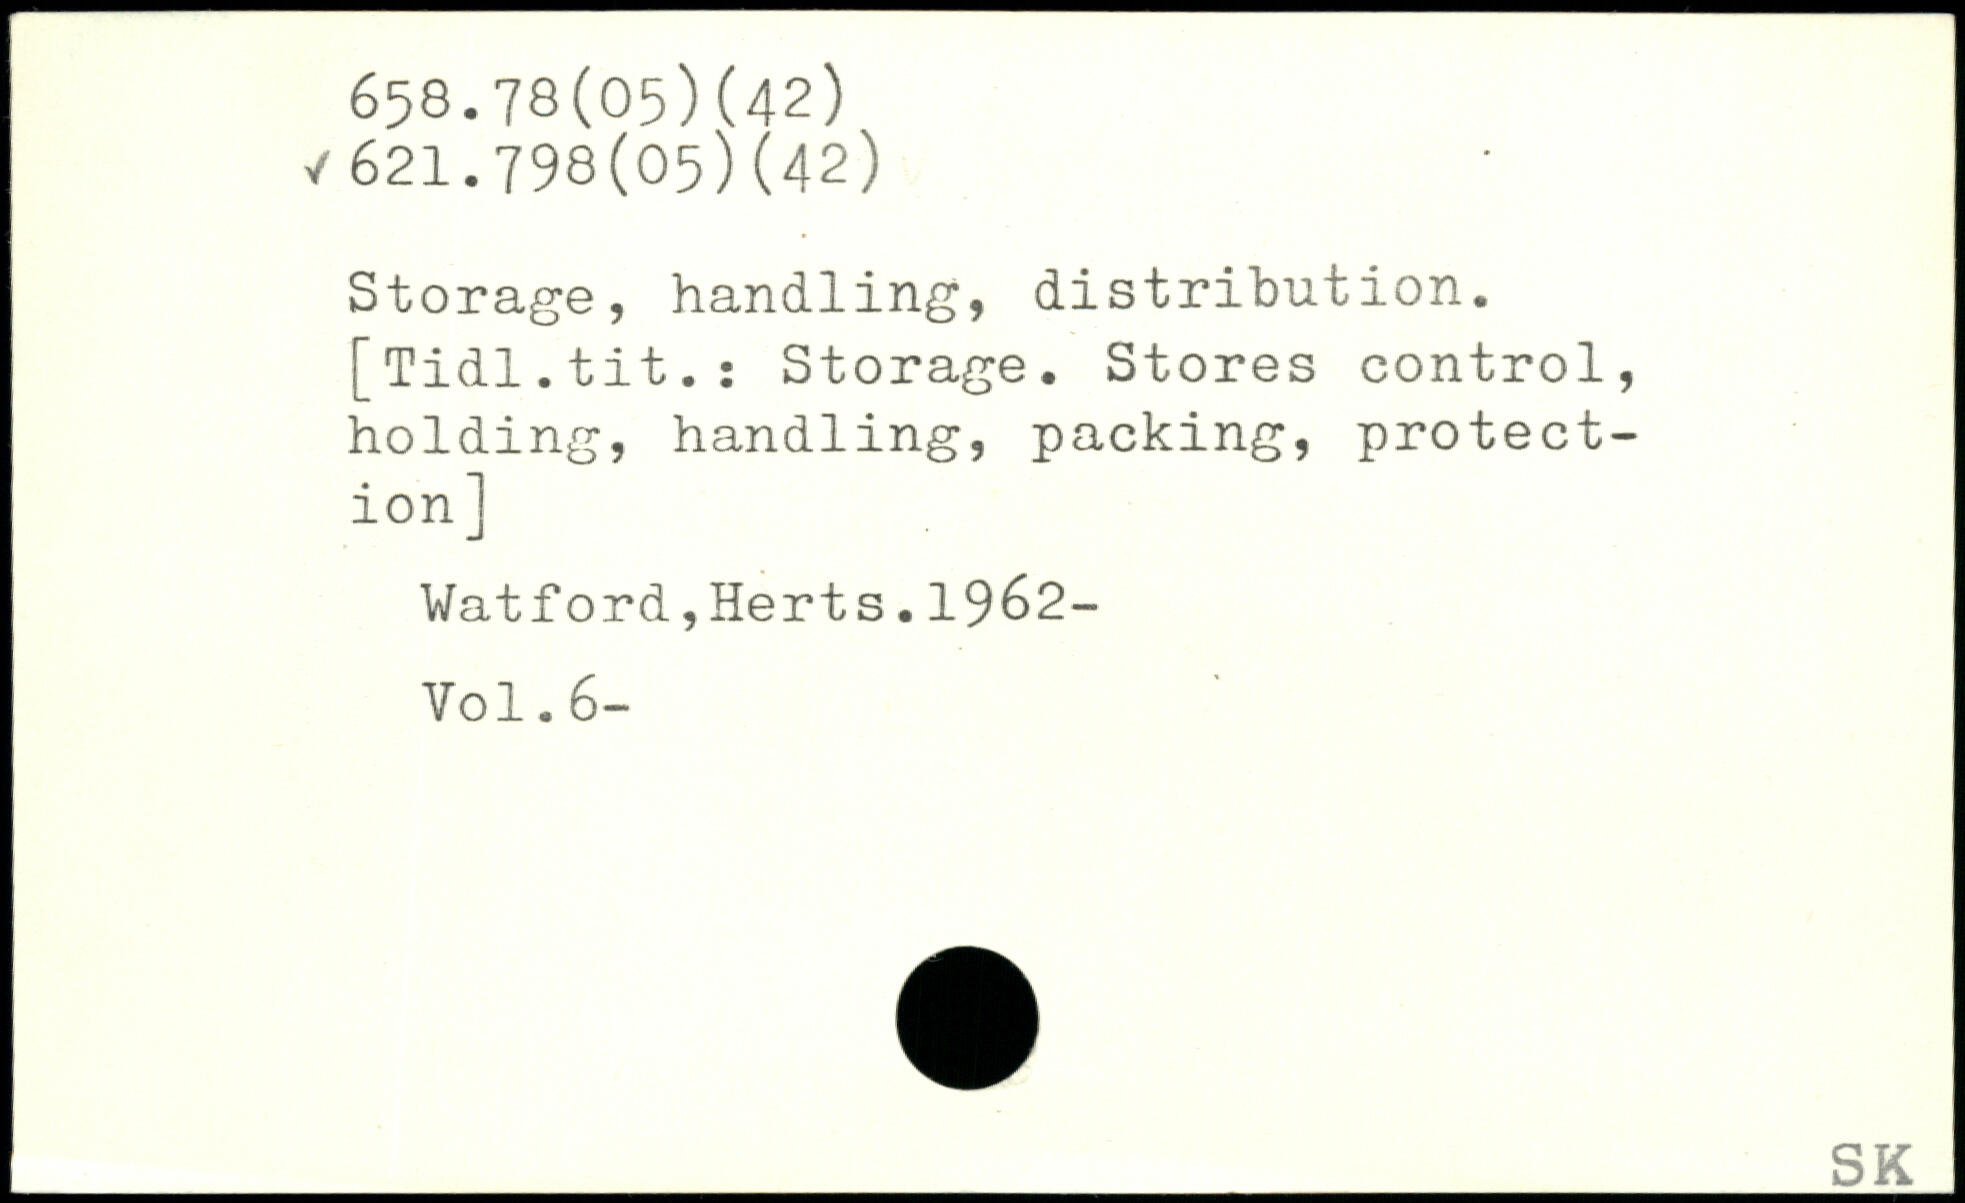 658.78(05)(42)
✓ 621.798(05)(42)
Storage, handling, distribution.
[Tidl.tit.: Storage. Stores control,
holding, handling, packing, protect-
ion]
Watford,Herts.1962-
Vol.6-
SK